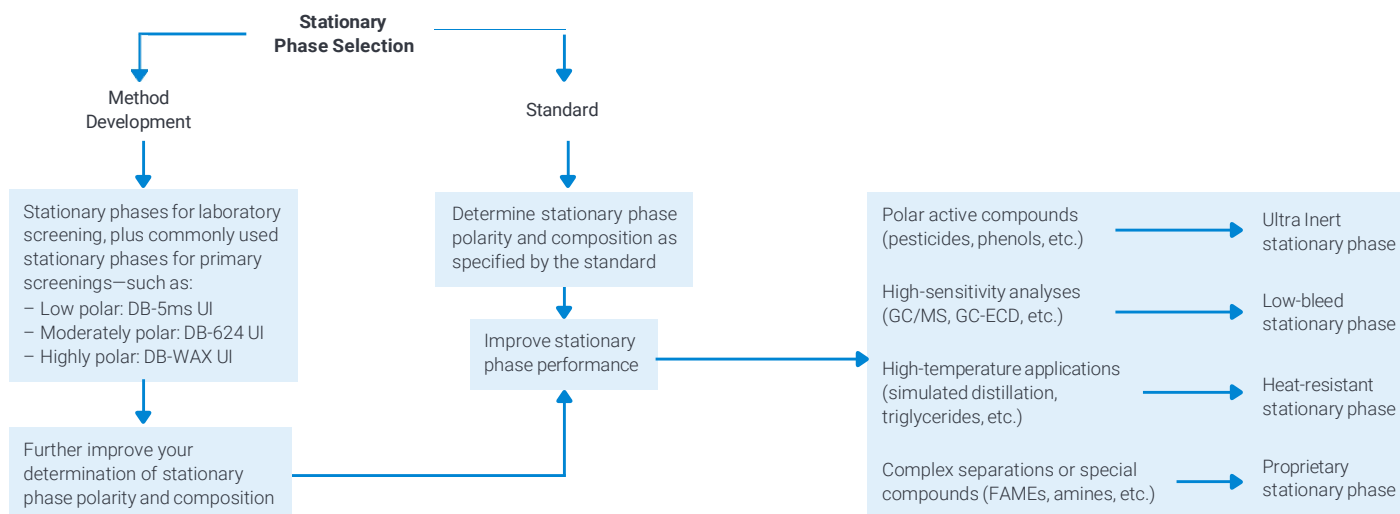 Stationary
Phase Selection
Method
Development
Standard
Stationary phases for laboratory
screening, plus commonly used
stationary phases for primary
screenings—such as:
– Low polar: DB-5ms UI
– Moderately polar: DB-624 UI
– Highly polar: DB-WAX UI
Further improve your
determination of stationary
phase polarity and composition
Determine stationary phase
polarity and composition as
specified by the standard
Improve stationary
phase performance
Polar active compounds
(pesticides, phenols, etc.)
Ultra Inert
stationary phase
High-sensitivity analyses
(GC/MS, GC-ECD, etc.)
Low-bleed
stationary phase
High-temperature applications
(simulated distillation,
triglycerides, etc.)
Heat-resistant
stationary phase
Complex separations or special
compounds (FAMEs, amines, etc.)
Proprietary
stationary phase